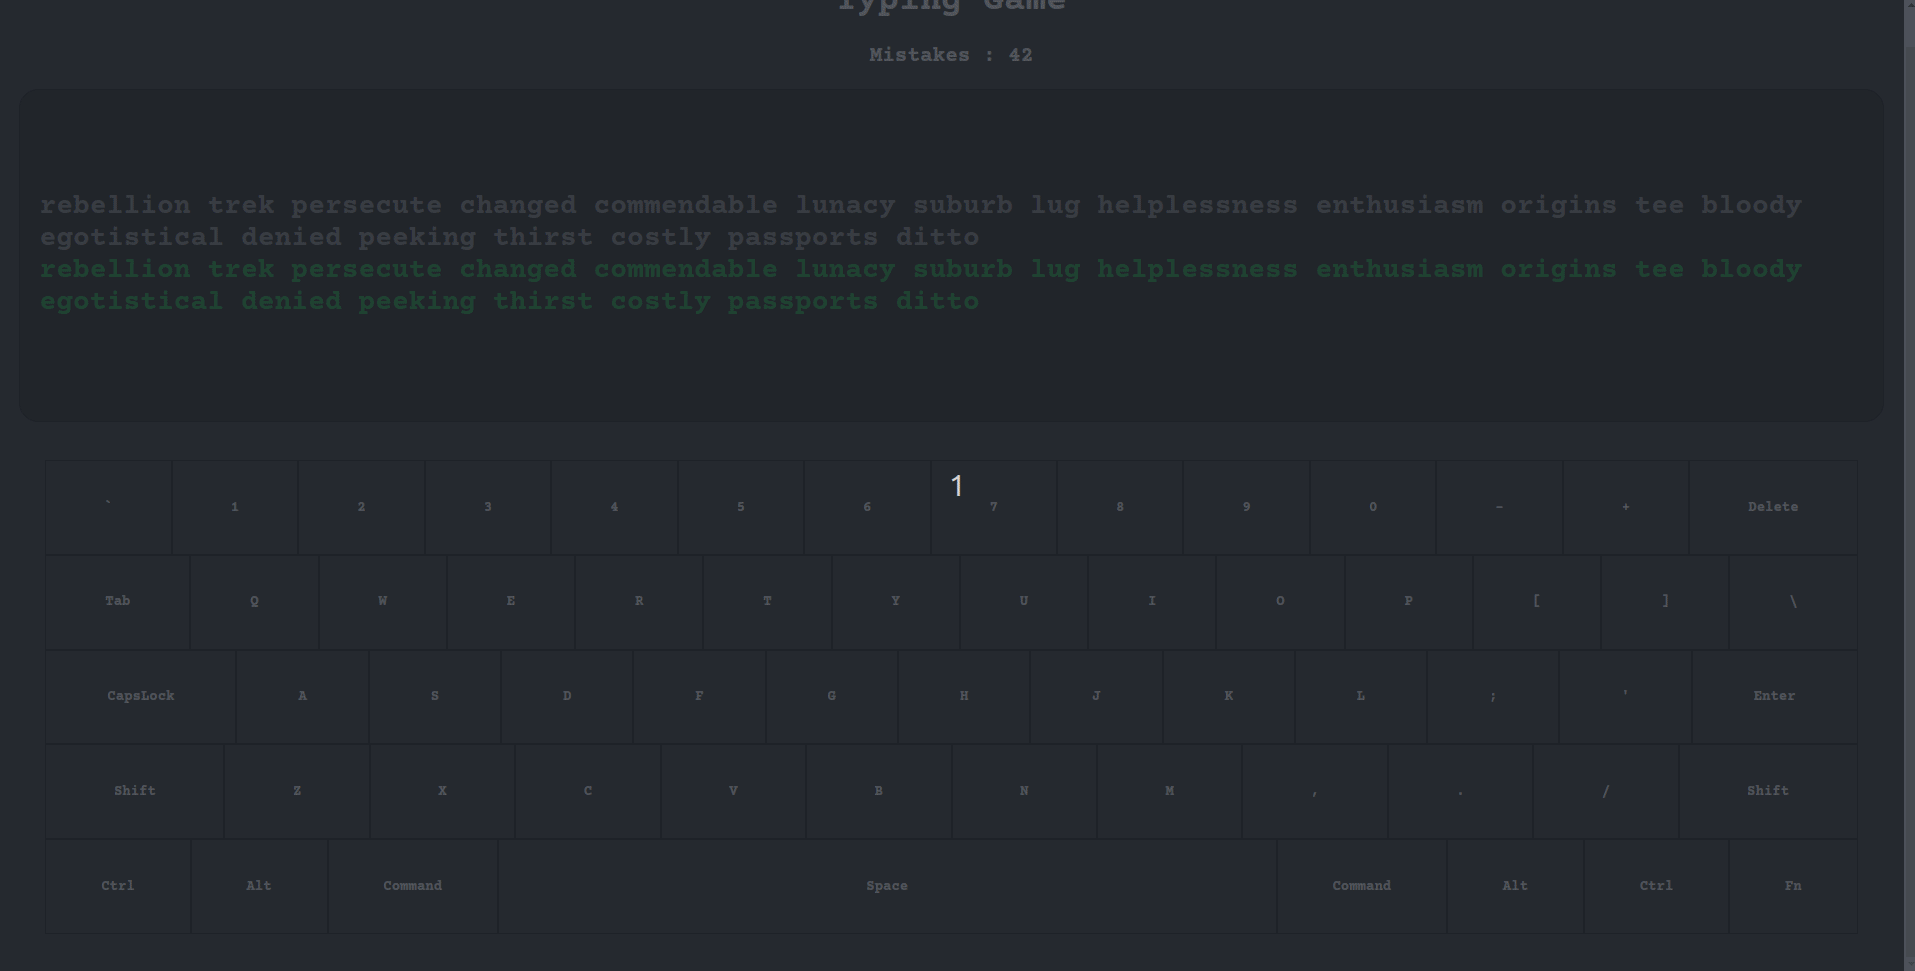 Typing Game
Mistakes : 42
rebellion trek persecute changed commendable lunacy suburb lug helplessness enthusiasm origins tee bloody
egotistical denied peeking thirst costly passports ditto
rebellion trek persecute changed commendable lunacy suburb lug helplessness enthusiasm origins tee bloody
egotistical denied peeking thirst costly passports ditto
1
` 1 2 3 4 5 6 7 8 9 0 - + Delete
Tab Q W E R T Y U I O P [ ] \
CapsLock A S D F G H J K L ; ' Enter
Shift Z X C V B N M , . / Shift
Ctrl Alt Command Space Command Alt Ctrl Fn